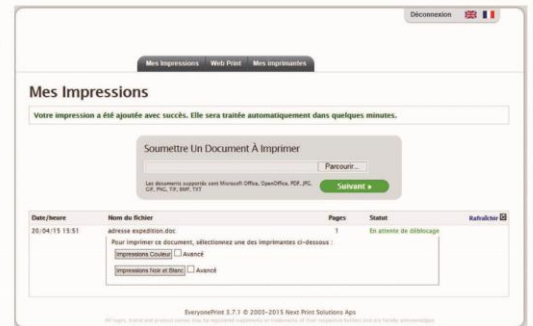 Déconnexion
Mes Impressions Web Print Mes imprimantes
Mes Impressions
Votre impression a été ajoutée avec succès. Elle sera traitée automatiquement dans quelques minutes.
Soumettre Un Document À Imprimer
Parcourir...
Les documents supportés sont Microsoft Office, OpenOffice, PDF, JPG,
GIF, PNG, TIF, BMP, TXT
Suivant »
Date/heure Nom du fichier Pages Statut Rafraîchir
20/04/15 15:51 adresse expedition.doc 1 En attente de déblocage
Pour imprimer ce document, sélectionnez une des imprimantes ci-dessous :
Impressions Couleur Avancé
Impressions Noir et Blanc Avancé
EveryonePrint 3.7.1 © 2003-2015 Next Print Solutions Aps